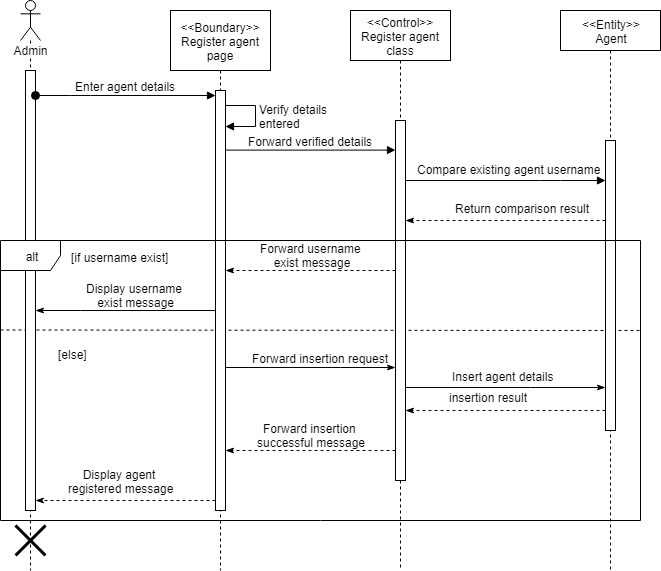 Admin
<<Boundary>>
Register agent
page
<<Control>>
Register agent
class
<<Entity>>
Agent
Enter agent details
Verify details
entered
Forward verified details
Compare existing agent username
Return comparison result
alt
[if username exist]
Forward username
exist message
Display username
exist message
[else]
Forward insertion request
Insert agent details
insertion result
Forward insertion
successful message
Display agent
registered message